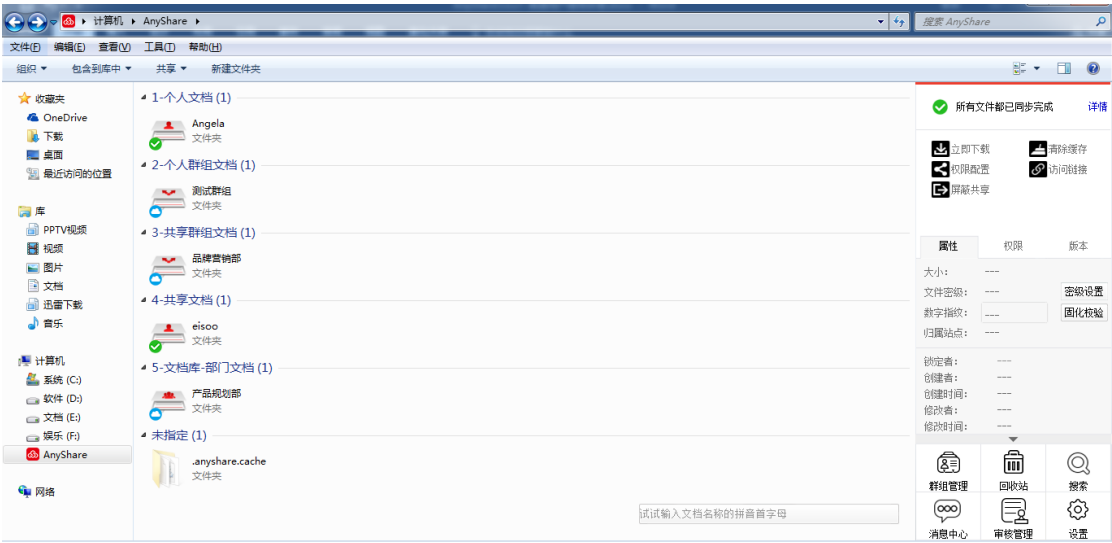 计算机 AnyShare
搜索 AnyShare
文件(F) 编辑(E) 查看(V) 工具(T) 帮助(H)
组织 包含到库中 共享 新建文件夹
收藏夹
OneDrive
下载
桌面
最近访问的位置
库
PPTV视频
视频
图片
文档
迅雷下载
音乐
计算机
系统 (C:)
软件 (D:)
文档 (E:)
娱乐 (F:)
AnyShare
网络
1-个人文档 (1)
Angela
文件夹
2-个人群组文档 (1)
测试群组
文件夹
3-共享群组文档 (1)
品牌营销部
文件夹
4-共享文档 (1)
eisoo
文件夹
5-文档库-部门文档 (1)
产品规划部
文件夹
未指定 (1)
.anyshare.cache
文件夹
试试输入文档名称的拼音首字母
所有文件都已同步完成 详情
立即下载 清除缓存
权限配置 访问链接
屏蔽共享
属性 权限 版本
大小： ---
文件密级： --- 密级设置
数字指纹： --- 固化校验
归属站点： ---
锁定者： ---
创建者： ---
创建时间： ---
修改者： ---
修改时间： ---
群组管理 回收站 搜索
消息中心 审核管理 设置